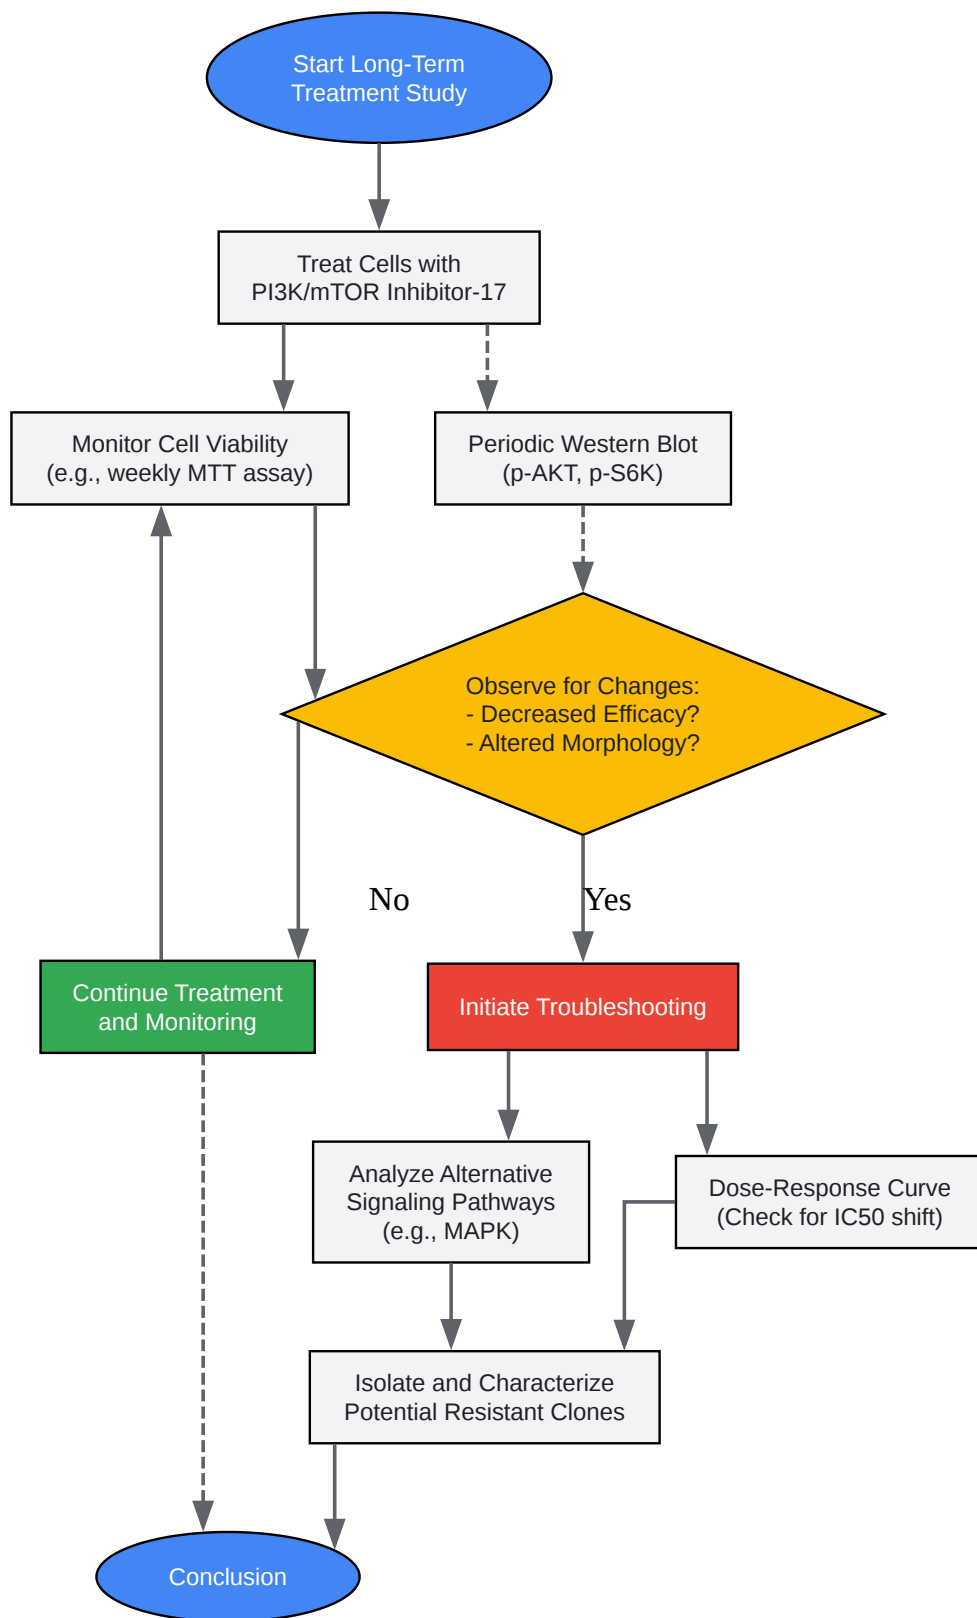 Start Long-Term
Treatment Study
Treat Cells with
PI3K/mTOR Inhibitor-17
Monitor Cell Viability
(e.g., weekly MTT assay)
Periodic Western Blot
(p-AKT, p-S6K)
Observe for Changes:
- Decreased Efficacy?
- Altered Morphology?
No
Yes
Continue Treatment
and Monitoring
Initiate Troubleshooting
Analyze Alternative
Signaling Pathways
(e.g., MAPK)
Dose-Response Curve
(Check for IC50 shift)
Isolate and Characterize
Potential Resistant Clones
Conclusion